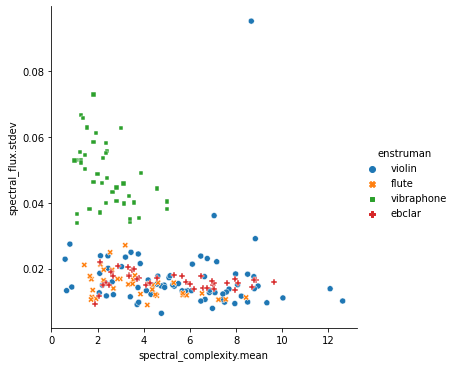 0.08
0.06
0.04
0.02
0 2 4 6 8 10 12
spectral_complexity.mean
spectral_flux.stdev
enstruman
violin
flute
vibraphone
ebclar